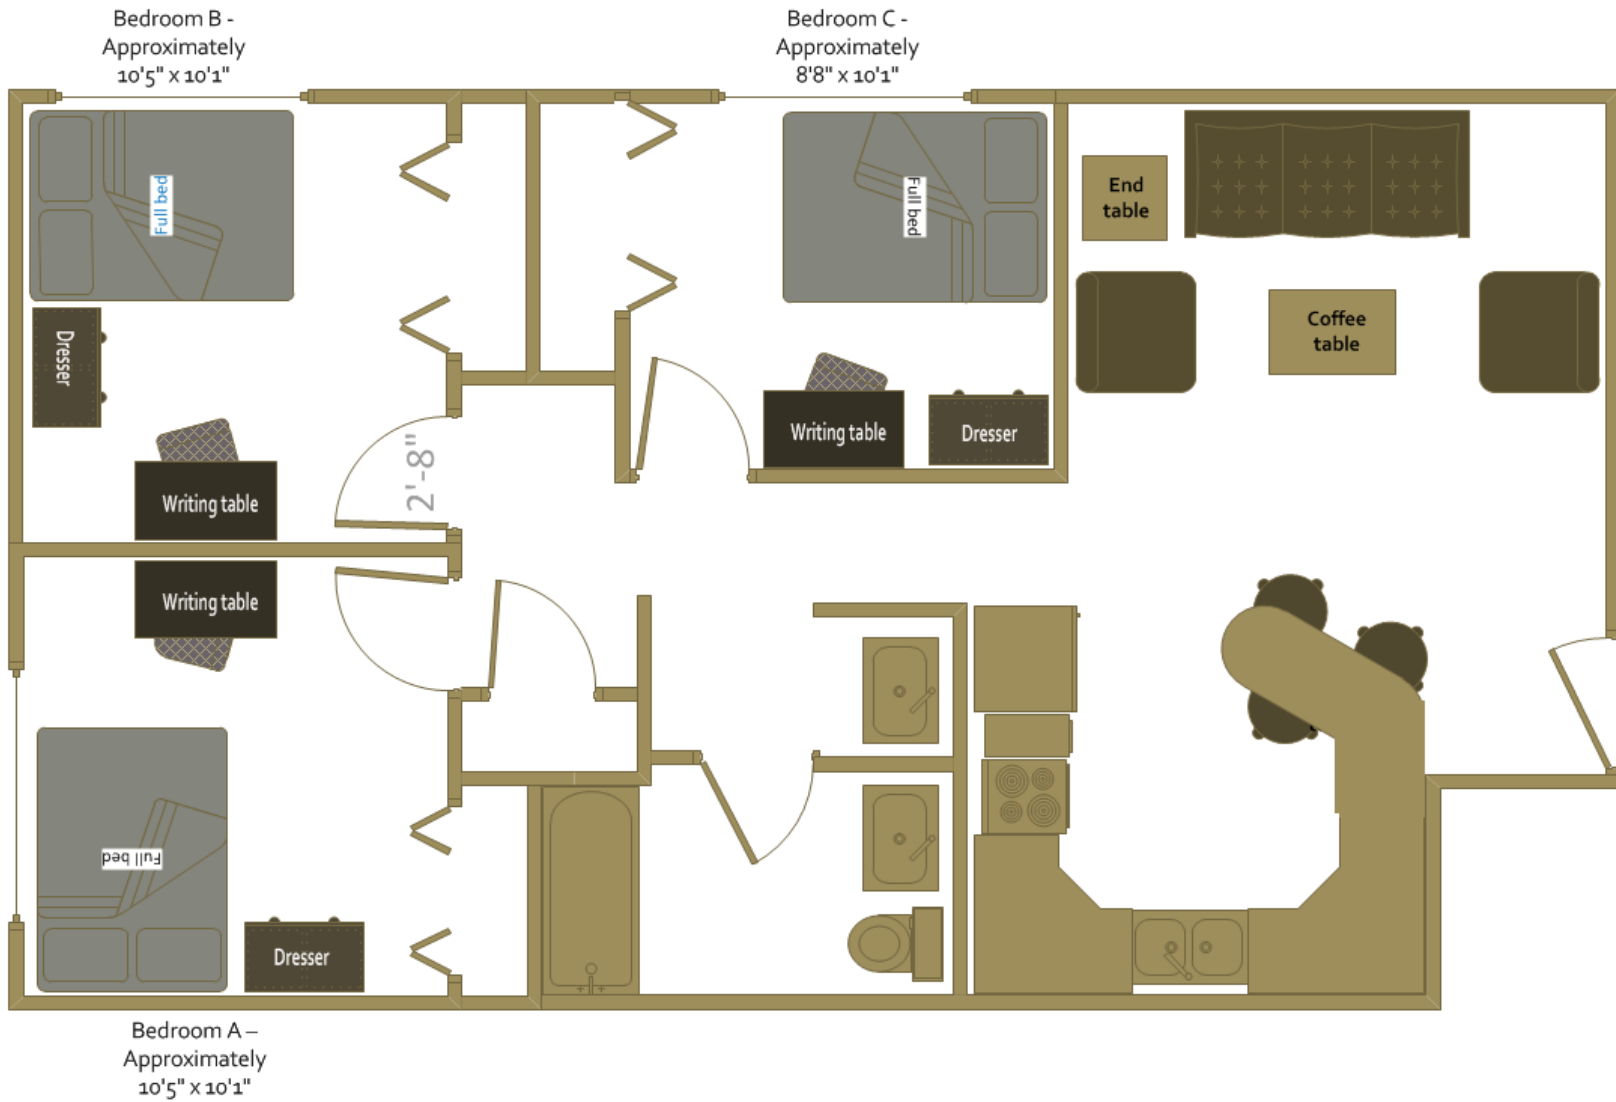 Bedroom B -
Approximately
10'5" x 10'1"
Bedroom C -
Approximately
8'8" x 10'1"
Full bed
Full bed
End
table
Coffee
table
Dresser
Writing table
Dresser
2'-8"
Writing table
Writing table
Full bed
Dresser
Bedroom A –
Approximately
10'5" x 10'1"